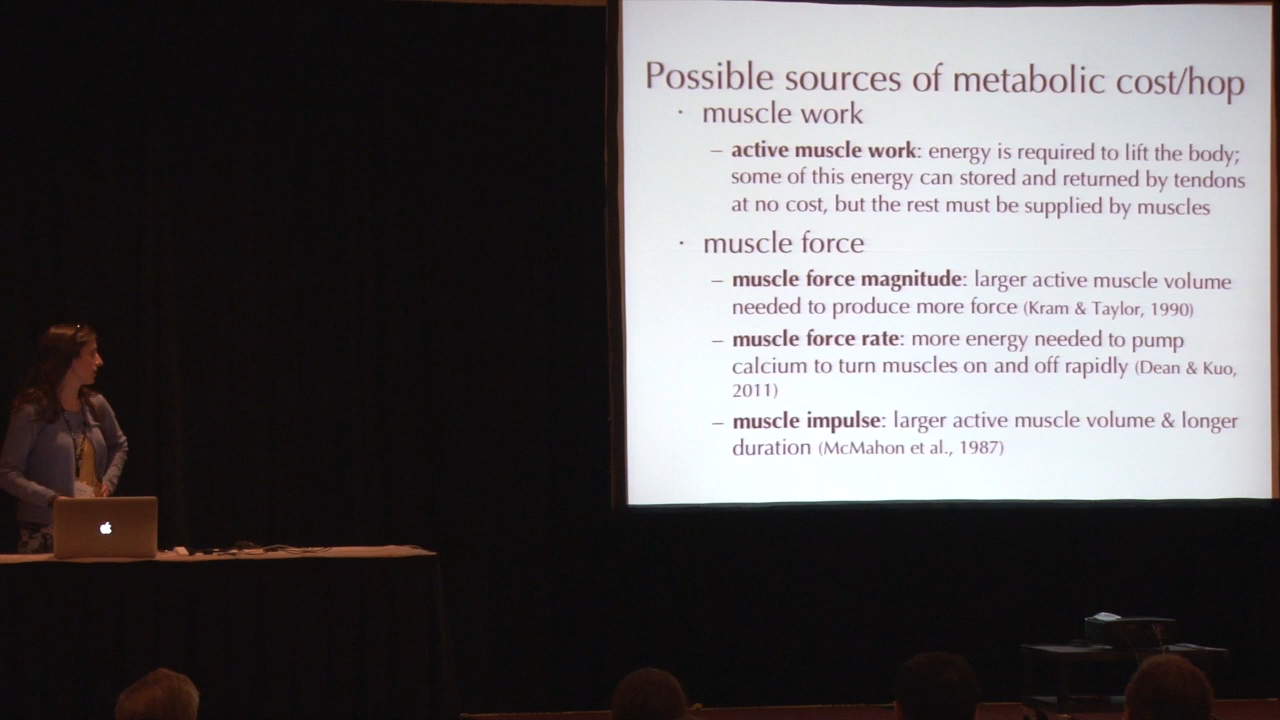 Possible sources of metabolic cost/hop
· muscle work
– active muscle work: energy is required to lift the body;
some of this energy can stored and returned by tendons
at no cost, but the rest must be supplied by muscles
· muscle force
– muscle force magnitude: larger active muscle volume
needed to produce more force (Kram & Taylor, 1990)
– muscle force rate: more energy needed to pump
calcium to turn muscles on and off rapidly (Dean & Kuo,
2011)
– muscle impulse: larger active muscle volume & longer
duration (McMahon et al., 1987)